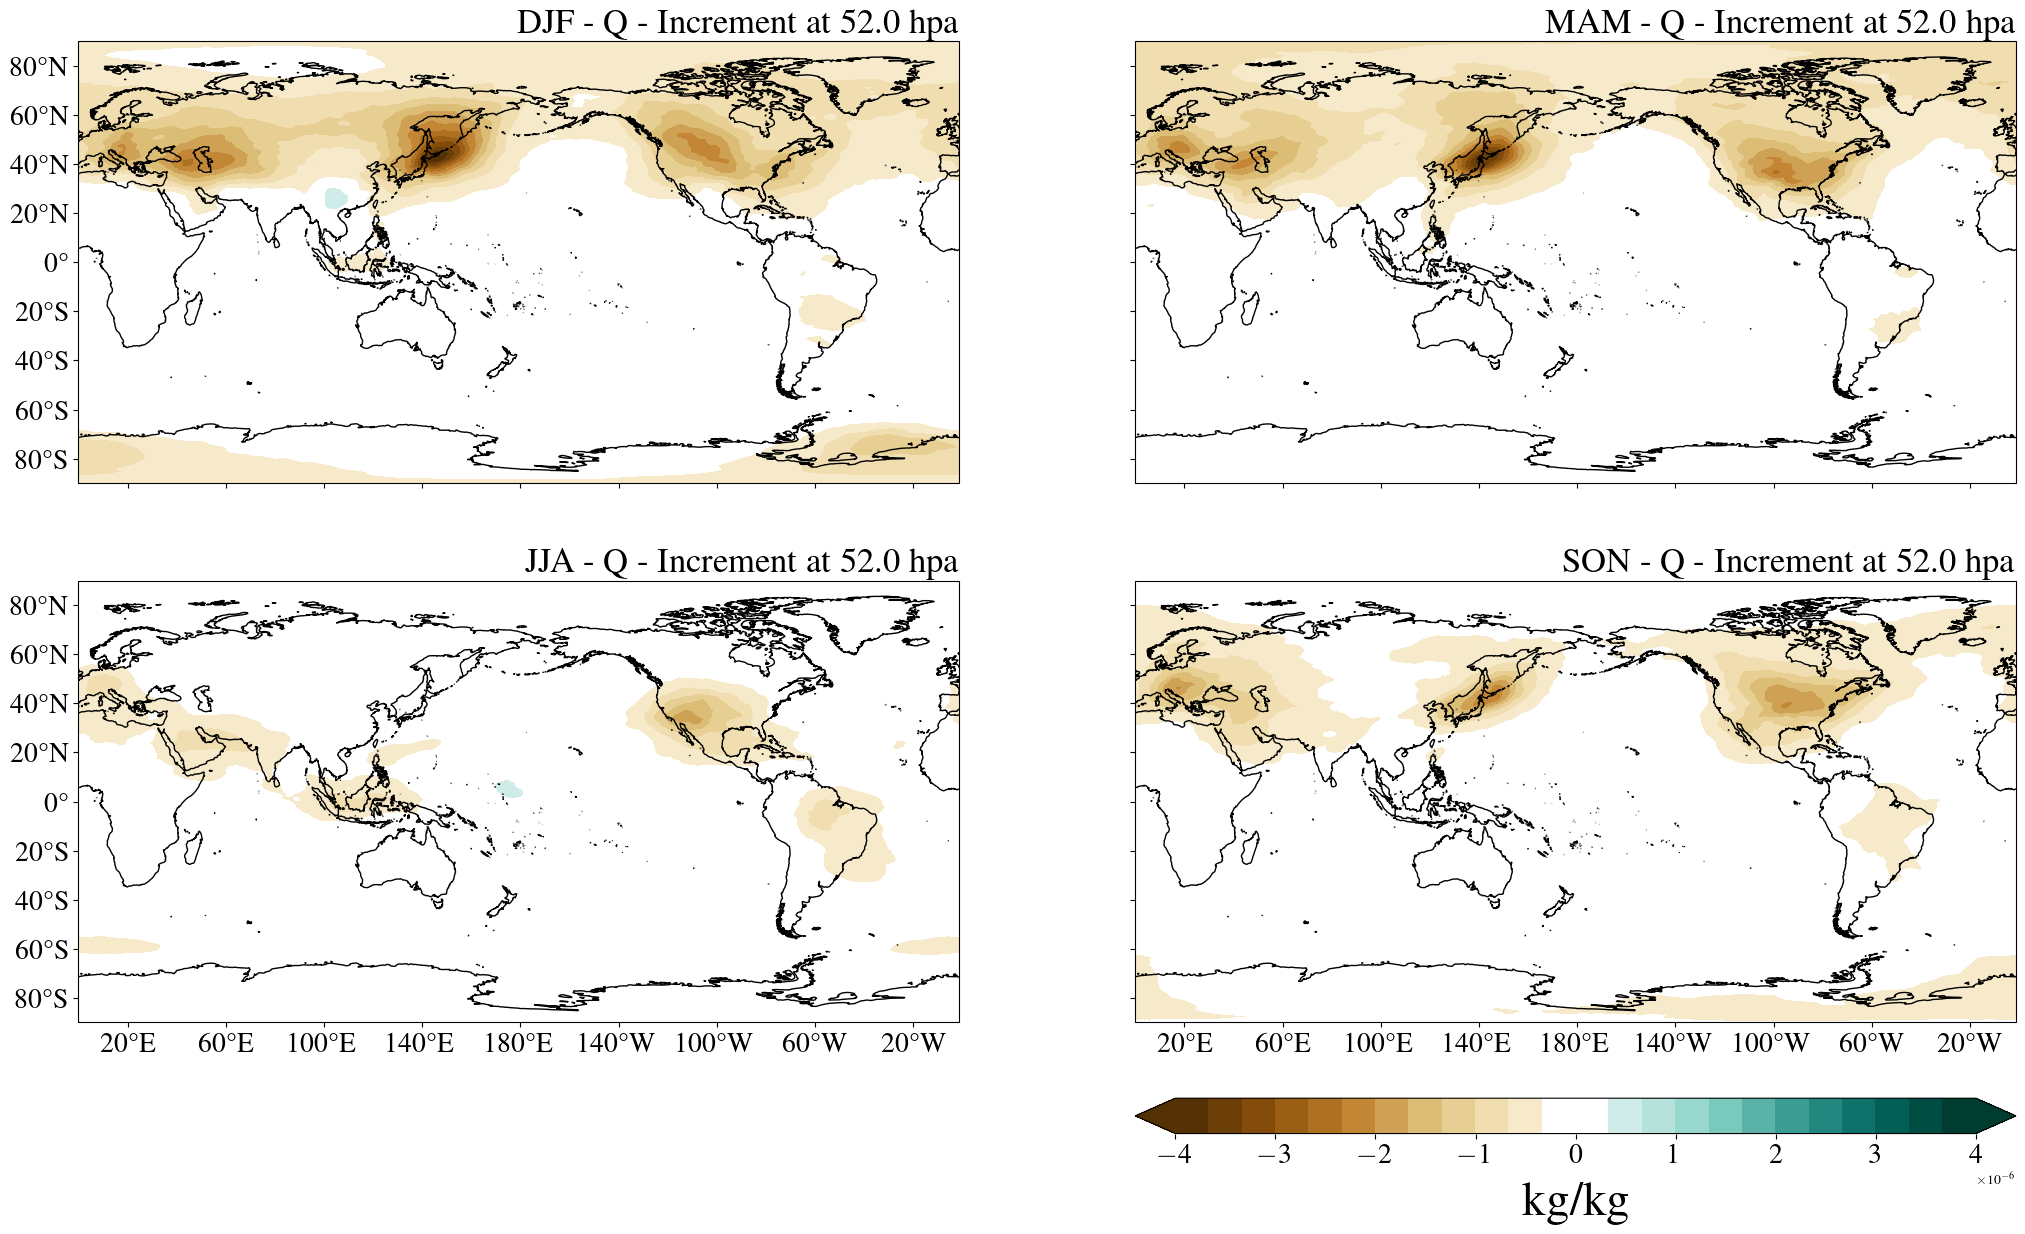 DJF - Q - Increment at 52.0 hpa
MAM - Q - Increment at 52.0 hpa
80°N
60°N
40°N
20°N
0°
20°S
40°S
60°S
80°S
JJA - Q - Increment at 52.0 hpa
SON - Q - Increment at 52.0 hpa
80°N
60°N
40°N
20°N
0°
20°S
40°S
60°S
80°S
20°E 60°E 100°E 140°E 180°E 140°W 100°W 60°W 20°W
20°E 60°E 100°E 140°E 180°E 140°W 100°W 60°W 20°W
−4 −3 −2 −1 0 1 2 3 4
×10⁻⁶
kg/kg